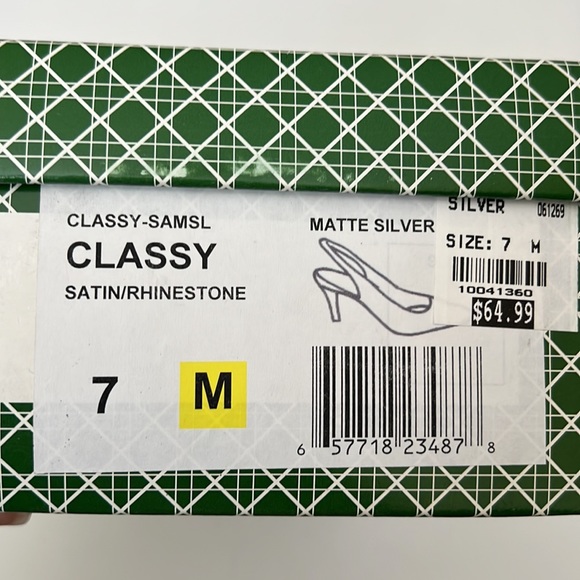 CLASSY-SAMSL
CLASSY
SATIN/RHINESTONE
7 M
MATTE SILVER
SILVER 061269
SIZE: 7 M
10041360
$64.99
6 57718 23487 8